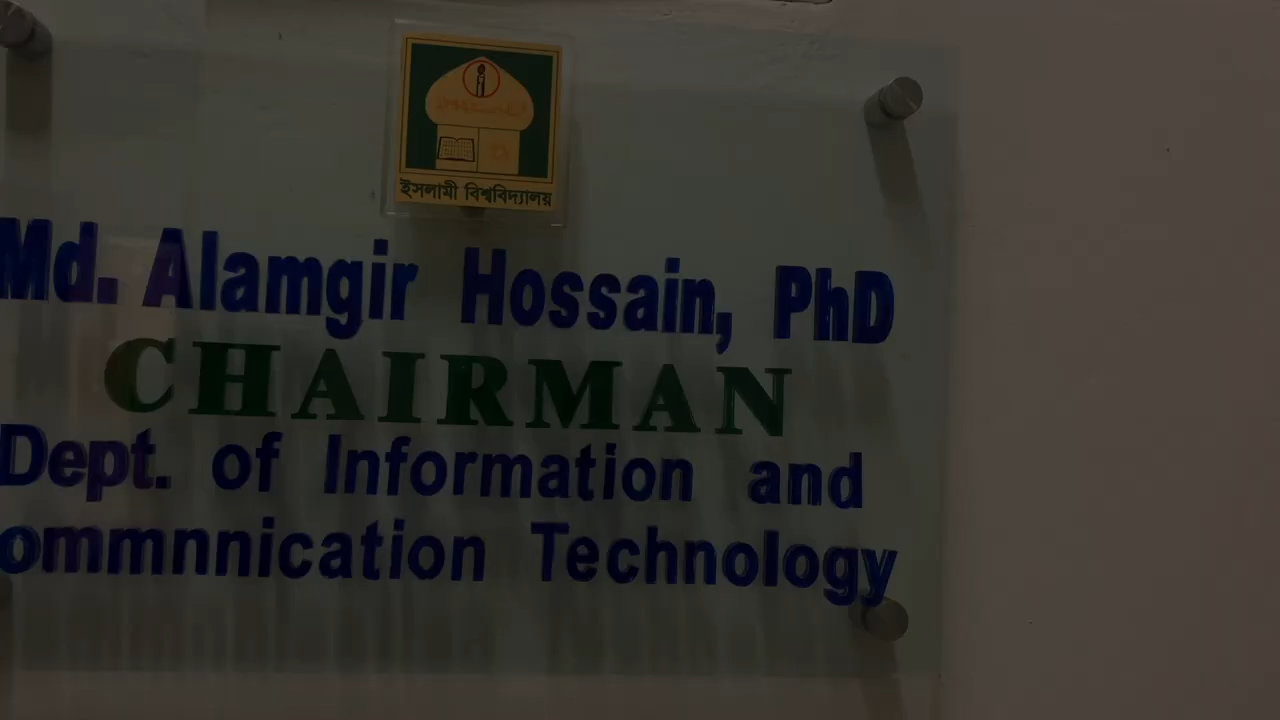 ইসলামী বিশ্ববিদ্যালয়
Md. Alamgir Hossain, PhD
CHAIRMAN
Dept. of Information and
ommnnication Technology